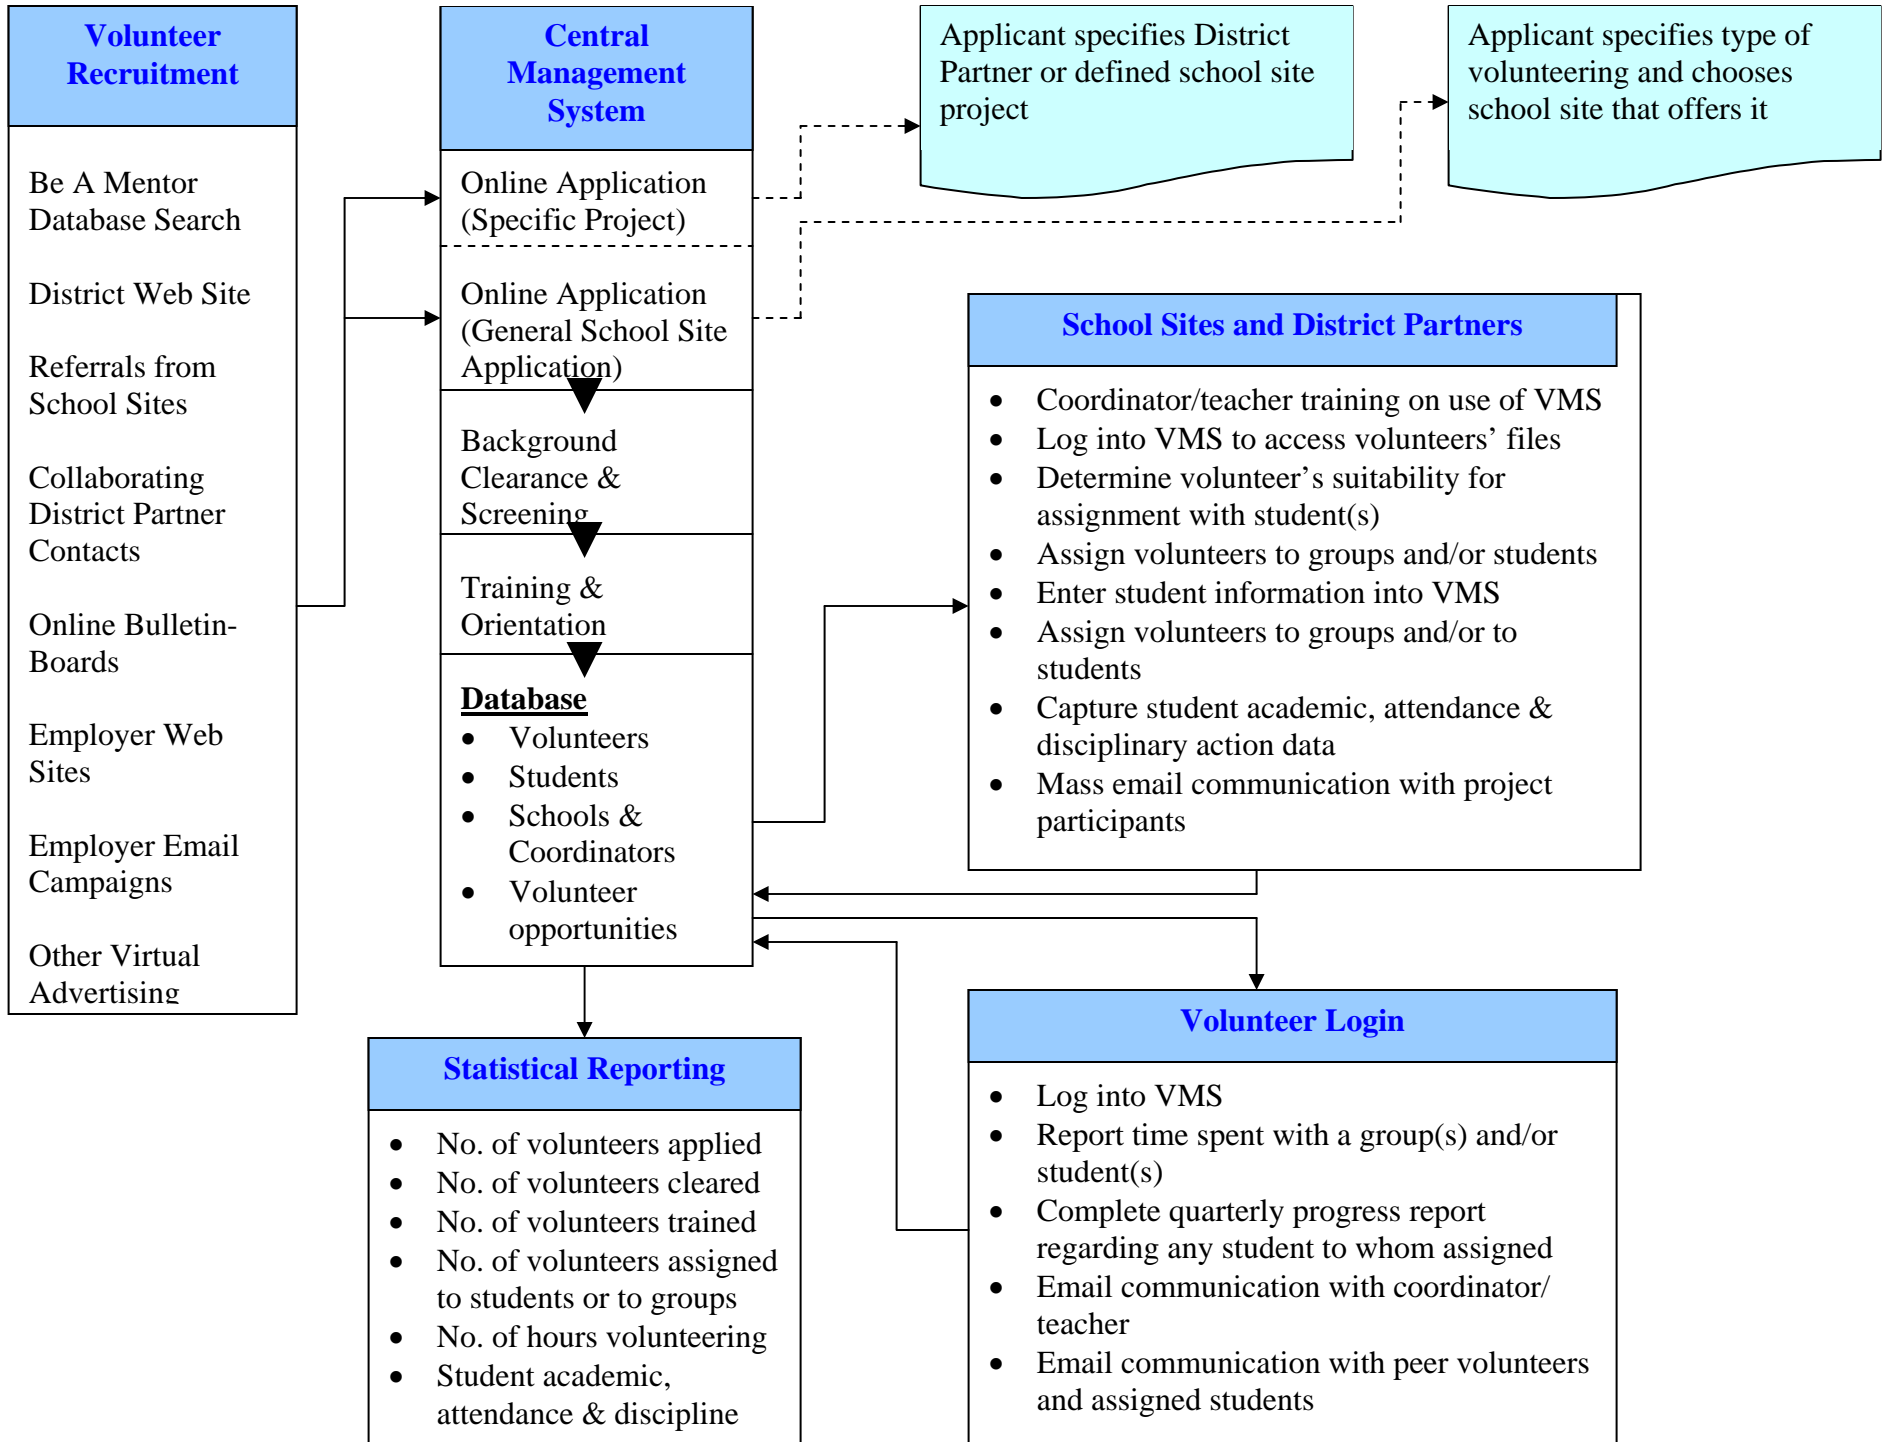 Volunteer
Recruitment
Be A Mentor
Database Search
District Web Site
Referrals from
School Sites
Collaborating
District Partner
Contacts
Online Bulletin-
Boards
Employer Web
Sites
Employer Email
Campaigns
Other Virtual
Advertising
Central
Management
System
Online Application
(Specific Project)
Online Application
(General School Site
Application)
Background
Clearance &
Screening
Training &
Orientation
Database
• Volunteers
• Students
• Schools &
Coordinators
• Volunteer
opportunities
Applicant specifies District
Partner or defined school site
project
Applicant specifies type of
volunteering and chooses
school site that offers it
School Sites and District Partners
• Coordinator/teacher training on use of VMS
• Log into VMS to access volunteers’ files
• Determine volunteer’s suitability for
assignment with student(s)
• Assign volunteers to groups and/or students
• Enter student information into VMS
• Assign volunteers to groups and/or to
students
• Capture student academic, attendance &
disciplinary action data
• Mass email communication with project
participants
Statistical Reporting
• No. of volunteers applied
• No. of volunteers cleared
• No. of volunteers trained
• No. of volunteers assigned
to students or to groups
• No. of hours volunteering
• Student academic,
attendance & discipline
Volunteer Login
• Log into VMS
• Report time spent with a group(s) and/or
student(s)
• Complete quarterly progress report
regarding any student to whom assigned
• Email communication with coordinator/
teacher
• Email communication with peer volunteers
and assigned students